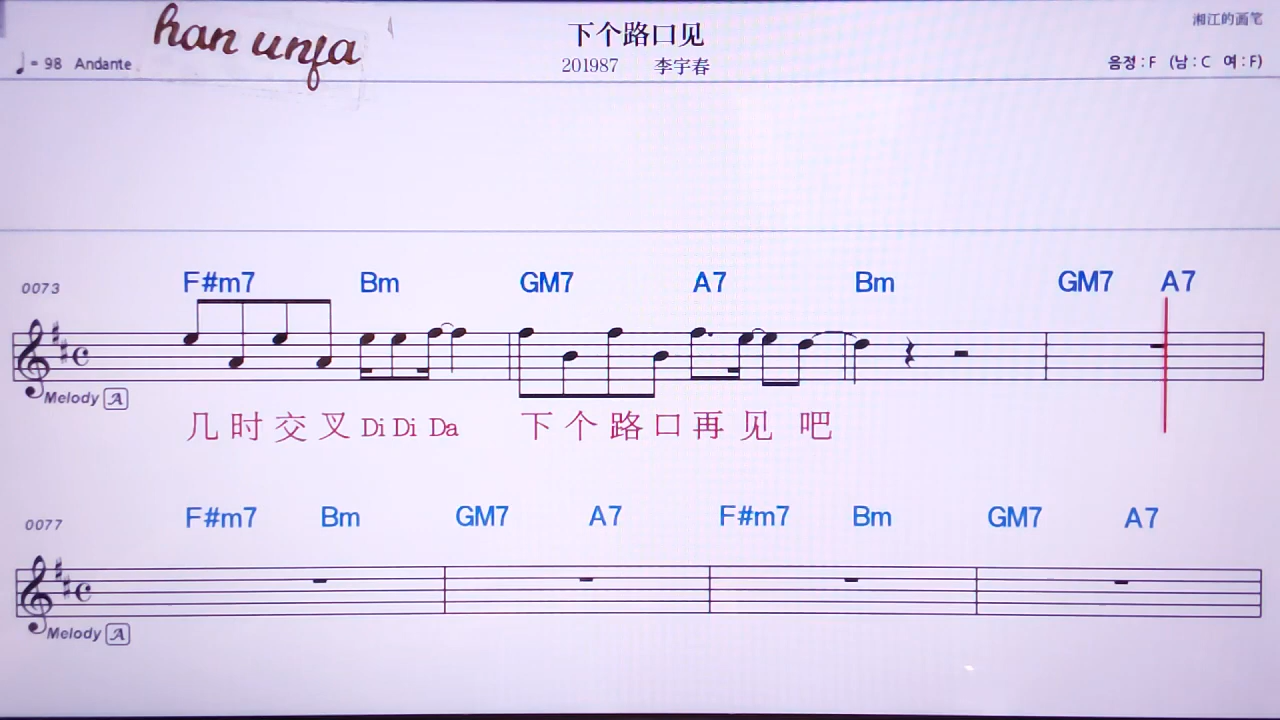 han unfa
下个路口见
湘江的画笔
♩= 98 Andante
201987 李宇春
음정 : F (남 : C 여 : F)
F#m7 Bm GM7 A7 Bm GM7 A7
0073
Melody A
几时交叉 Di Di Da 下个路口再见吧
F#m7 Bm GM7 A7 F#m7 Bm GM7 A7
0077
Melody A